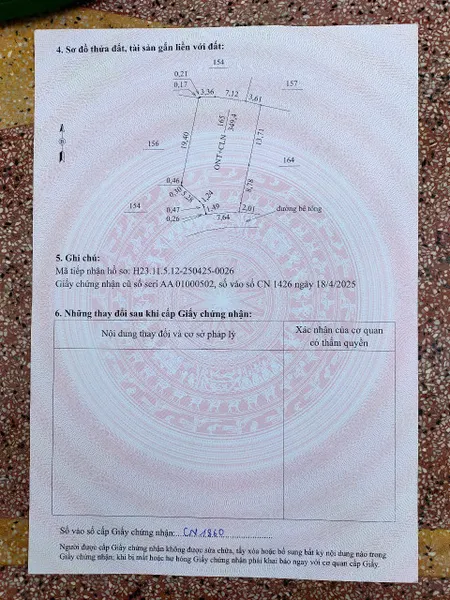 4. Sơ đồ thửa đất, tài sản gắn liền với đất:
154
0,21
0,17
3,36
7,12
3,61
157
165
349,4
ONT+CLN
19,40
13,71
156
164
0,46
0,30
5,28
1,24
8,78
154
0,47
0,26
1,49
7,64
2,01
đường bê tông
5. Ghi chú:
Mã tiếp nhận hồ sơ: H23.11.5.12-250425-0026
Giấy chứng nhận cũ số seri AA 01000502, số vào sổ CN 1426 ngày 18/4/2025
6. Những thay đổi sau khi cấp Giấy chứng nhận:
Nội dung thay đổi và cơ sở pháp lý
Xác nhận của cơ quan
có thẩm quyền
Số vào sổ cấp Giấy chứng nhận: CN 1860
Người được cấp Giấy chứng nhận không được sửa chữa, tẩy xóa hoặc bổ sung bất kỳ nội dung nào trong
Giấy chứng nhận; khi bị mất hoặc hư hỏng Giấy chứng nhận phải khai báo ngay với cơ quan cấp Giấy.